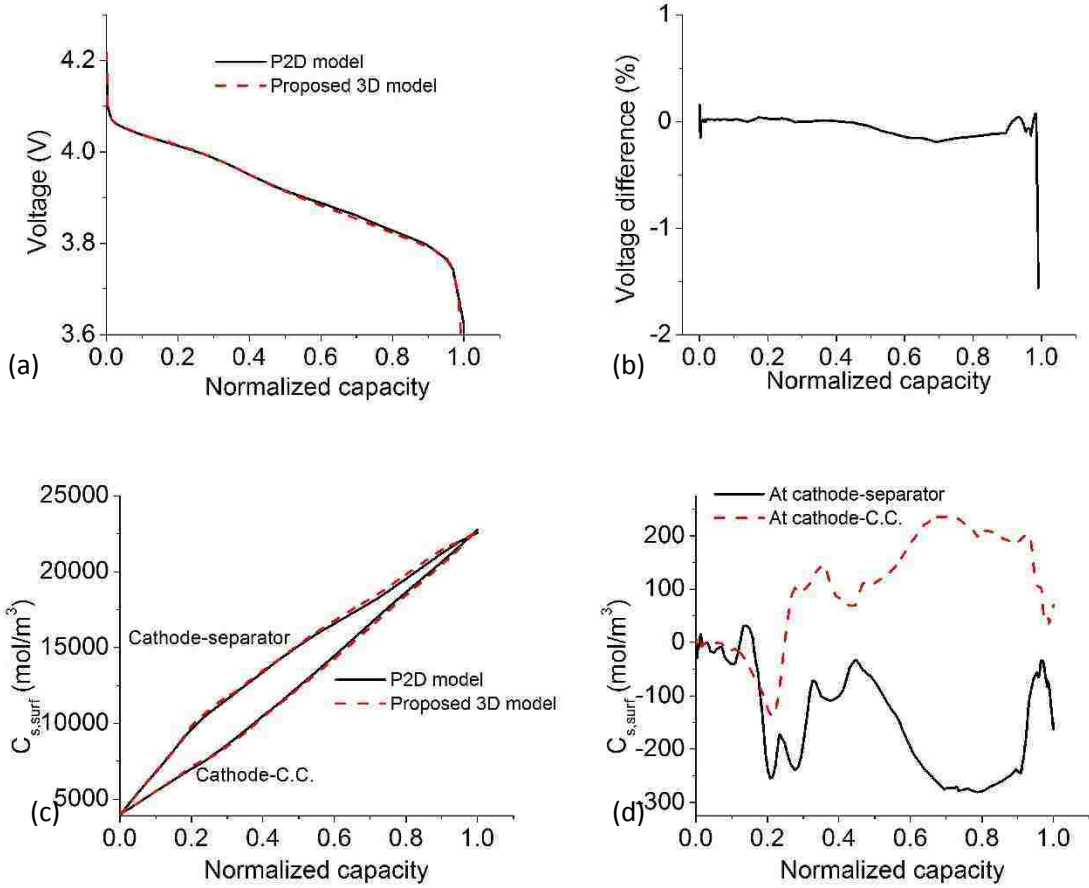 4.2
4.0
3.8
3.6
Voltage (V)
P2D model
Proposed 3D model
0.0 0.2 0.4 0.6 0.8 1.0
Normalized capacity
(a)
1
0
-1
-2
Voltage difference (%)
0.0 0.2 0.4 0.6 0.8 1.0
Normalized capacity
(b)
25000
20000
15000
10000
5000
C s,surf (mol/m³)
Cathode-separator
P2D model
Proposed 3D model
Cathode-C.C.
0.0 0.2 0.4 0.6 0.8 1.0
Normalized capacity
(c)
At cathode-separator
At cathode-C.C.
200
100
0
-100
-200
-300
C s,surf (mol/m³)
0.0 0.2 0.4 0.6 0.8 1.0
Normalized capacity
(d)